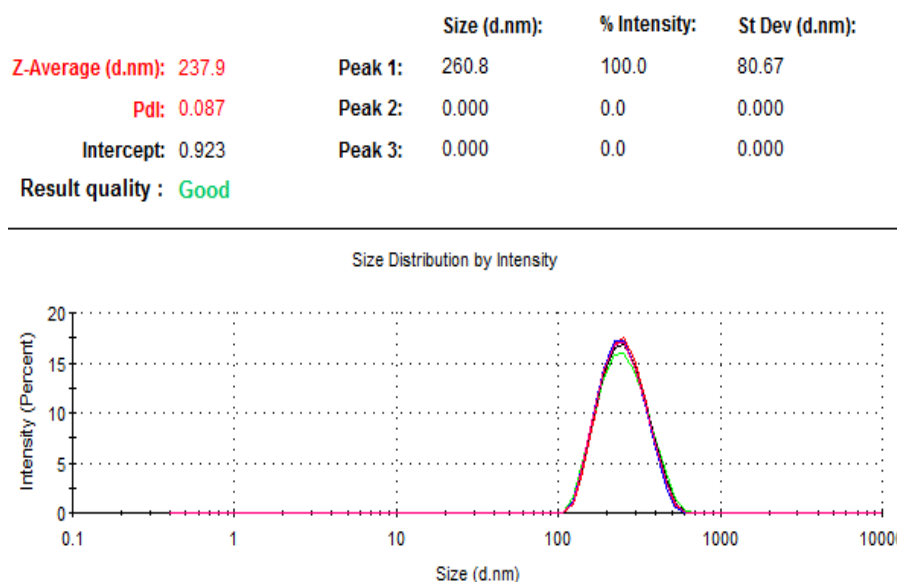 Size (d.nm): % Intensity: St Dev (d.nm):
Z-Average (d.nm): 237.9 Peak 1: 260.8 100.0 80.67
PdI: 0.087 Peak 2: 0.000 0.0 0.000
Intercept: 0.923 Peak 3: 0.000 0.0 0.000
Result quality : Good
Size Distribution by Intensity
Intensity (Percent)
20
15
10
5
0
0.1 1 10 100 1000 10000
Size (d.nm)